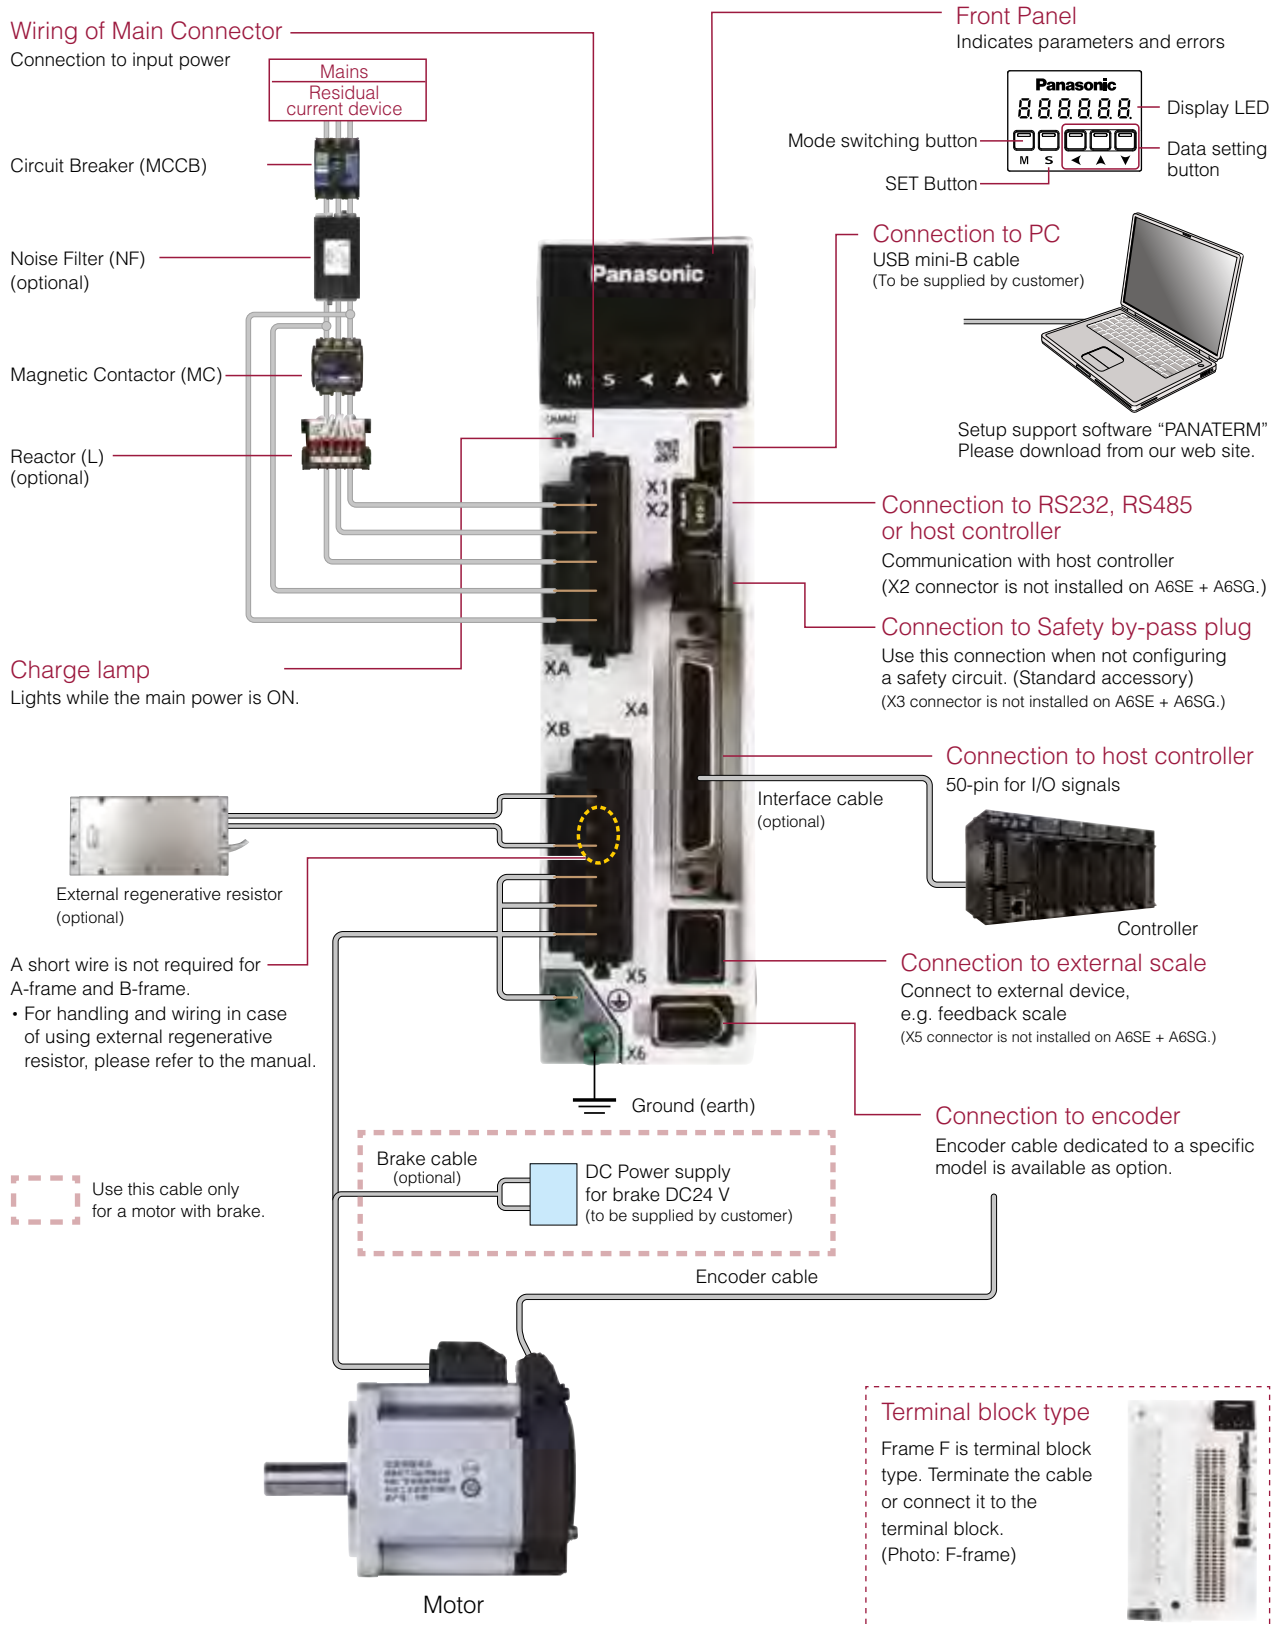 Wiring of Main Connector
Connection to input power
Mains
Residual
current device
Circuit Breaker (MCCB)
Noise Filter (NF)
(optional)
Magnetic Contactor (MC)
Reactor (L)
(optional)
Charge lamp
Lights while the main power is ON.
External regenerative resistor
(optional)
A short wire is not required for
A-frame and B-frame.
• For handling and wiring in case
of using external regenerative
resistor, please refer to the manual.
Use this cable only
for a motor with brake.
Front Panel
Indicates parameters and errors
Panasonic
8.8.8.8.8.8.
Display LED
Mode switching button
M S
Data setting
button
SET Button
Panasonic
M S
CHARGE
X1
X2
XA
X4
XB
X5
X6
Connection to PC
USB mini-B cable
(To be supplied by customer)
Setup support software “PANATERM”
Please download from our web site.
Connection to RS232, RS485
or host controller
Communication with host controller
(X2 connector is not installed on A6SE + A6SG.)
Connection to Safety by-pass plug
Use this connection when not configuring
a safety circuit. (Standard accessory)
(X3 connector is not installed on A6SE + A6SG.)
Connection to host controller
50-pin for I/O signals
Interface cable
(optional)
Controller
Connection to external scale
Connect to external device,
e.g. feedback scale
(X5 connector is not installed on A6SE + A6SG.)
Ground (earth)
Connection to encoder
Encoder cable dedicated to a specific
model is available as option.
Brake cable
(optional)
DC Power supply
for brake DC24 V
(to be supplied by customer)
Encoder cable
Motor
Terminal block type
Frame F is terminal block
type. Terminate the cable
or connect it to the
terminal block.
(Photo: F-frame)